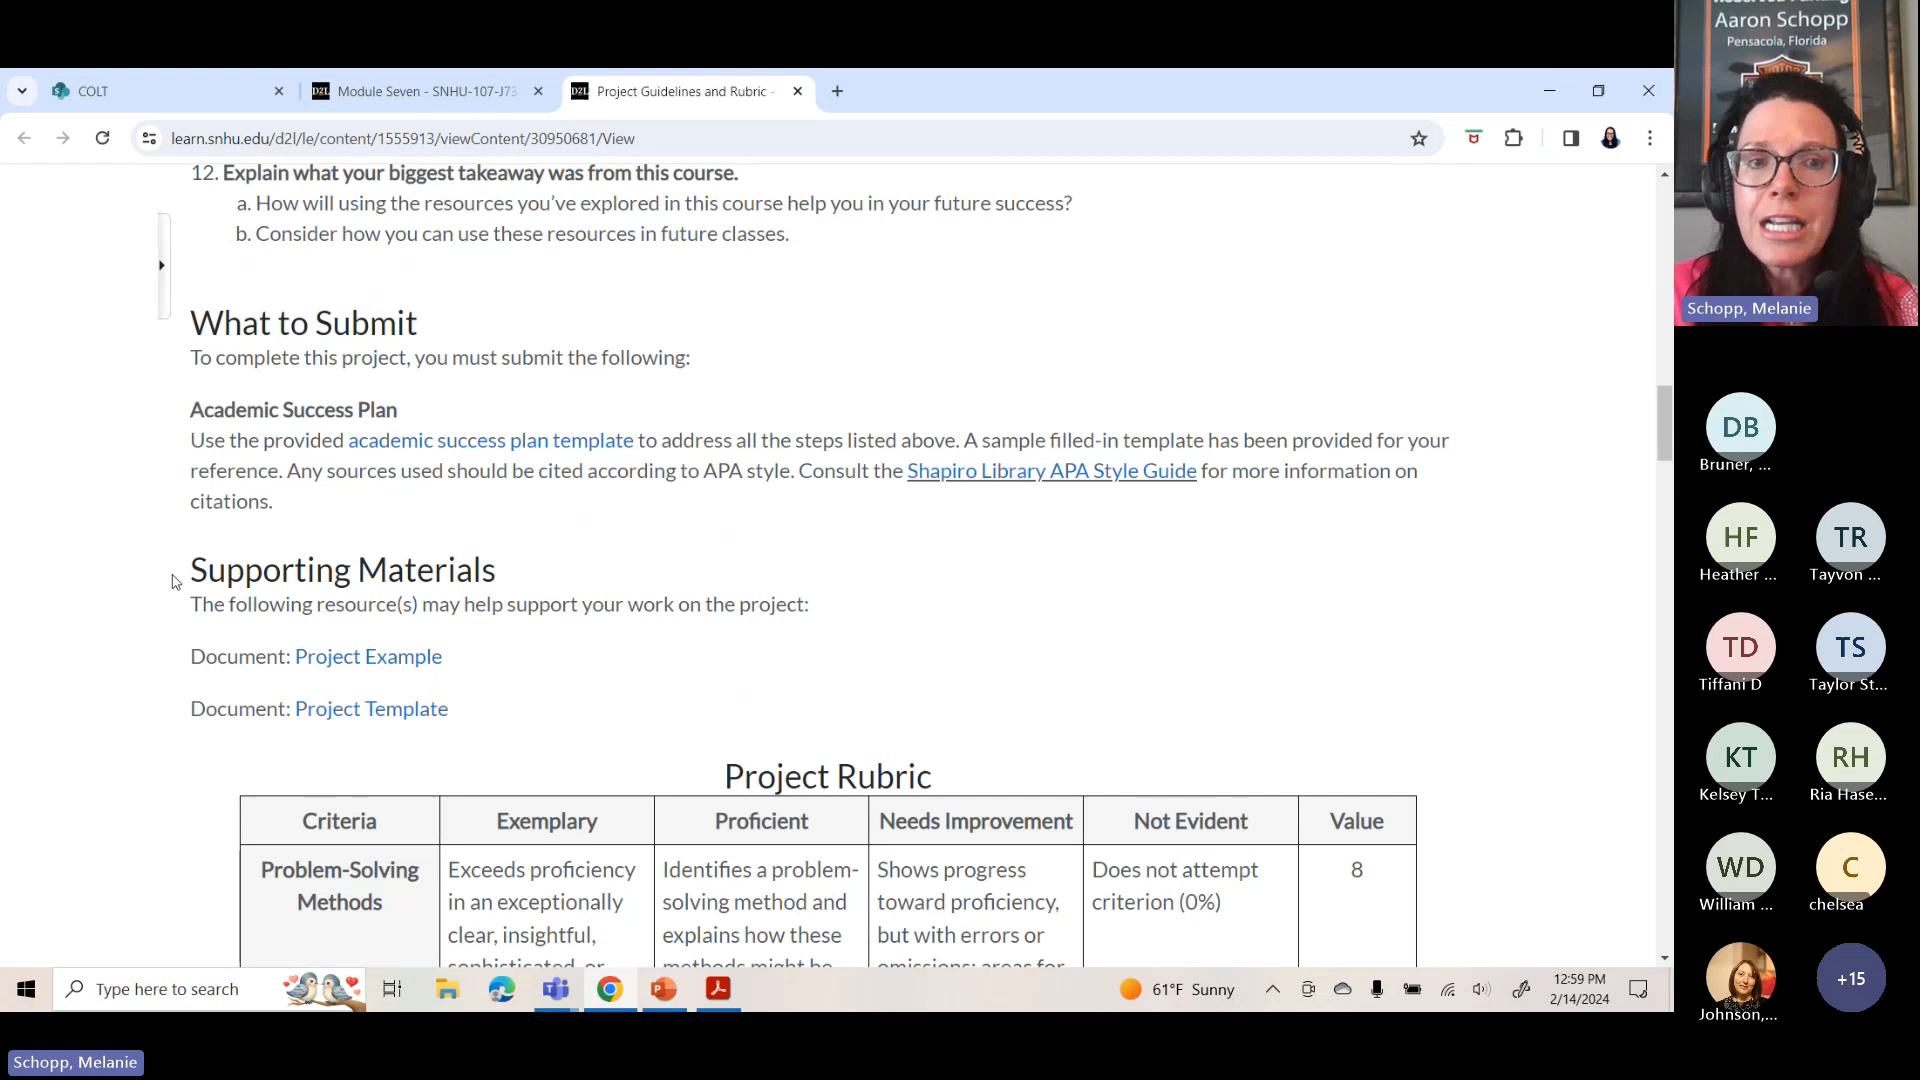 Aaron Schopp
Pensacola, Florida
COLT
Module Seven - SNHU-107-J73
Project Guidelines and Rubric -
learn.snhu.edu/d2l/le/content/1555913/viewContent/30950681/View
12. Explain what your biggest takeaway was from this course.
a. How will using the resources you've explored in this course help you in your future success?
b. Consider how you can use these resources in future classes.
What to Submit
To complete this project, you must submit the following:
Academic Success Plan
Use the provided academic success plan template to address all the steps listed above. A sample filled-in template has been provided for your
reference. Any sources used should be cited according to APA style. Consult the Shapiro Library APA Style Guide for more information on
citations.
Supporting Materials
The following resource(s) may help support your work on the project:
Document: Project Example
Document: Project Template
Project Rubric
Criteria Exemplary Proficient Needs Improvement Not Evident Value
Problem-Solving Exceeds proficiency Identifies a problem- Shows progress Does not attempt 8
Methods in an exceptionally solving method and toward proficiency, criterion (0%)
clear, insightful, explains how these but with errors or
sophisticated, or methods might be omissions; areas for
Type here to search
61°F Sunny
12:59 PM
2/14/2024
Schopp, Melanie
DB
Bruner, ...
HF TR
Heather ... Tayvon ...
TD TS
Tiffani D Taylor St...
KT RH
Kelsey T... Ria Hase...
WD C
William ... chelsea
+15
Johnson,...
Schopp, Melanie